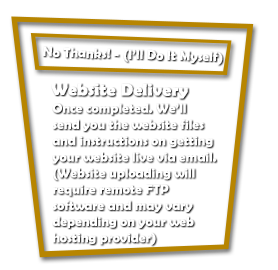 No Thanks! - (I'll Do It Myself)
Website Delivery
Once completed. We'll
send you the website files
and instructions on getting
your website live via email.
(Website uploading will
require remote FTP
software and may vary
depending on your web
hosting provider)